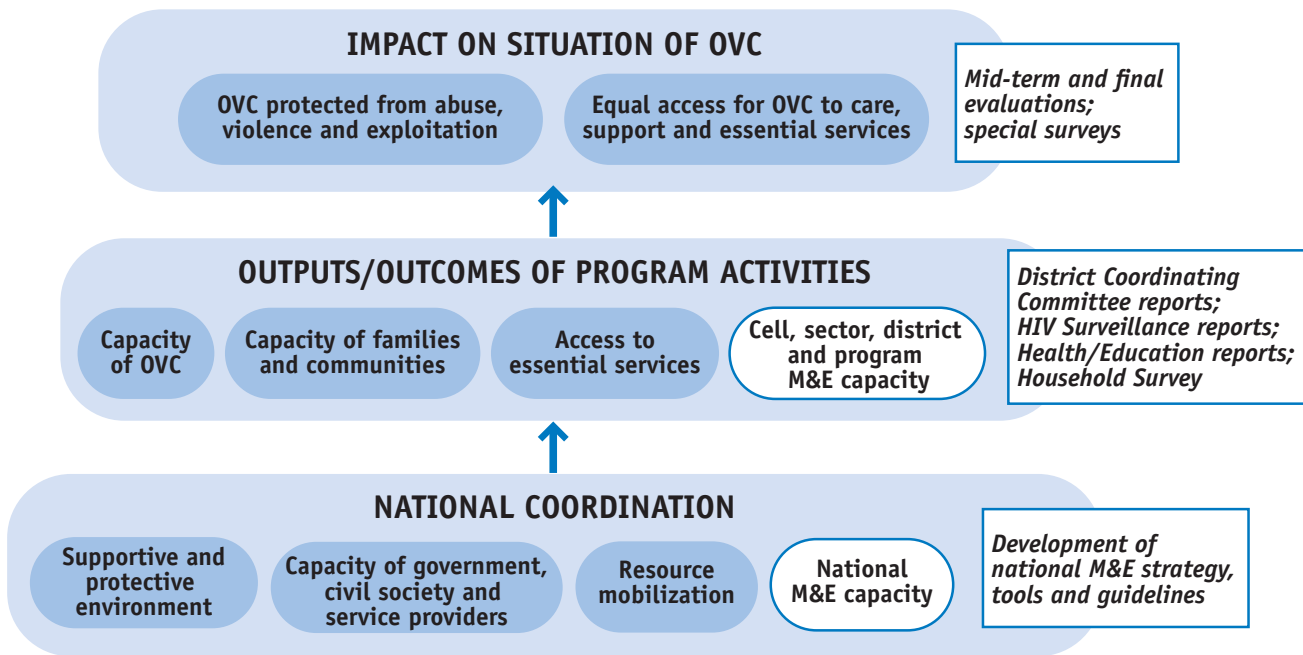 IMPACT ON SITUATION OF OVC
OVC protected from abuse,
violence and exploitation
Equal access for OVC to care,
support and essential services
Mid-term and final
evaluations;
special surveys
OUTPUTS/OUTCOMES OF PROGRAM ACTIVITIES
Capacity
of OVC
Capacity of families
and communities
Access to
essential services
Cell, sector, district
and program
M&E capacity
District Coordinating
Committee reports;
HIV Surveillance reports;
Health/Education reports;
Household Survey
NATIONAL COORDINATION
Supportive and
protective
environment
Capacity of government,
civil society and
service providers
Resource
mobilization
National
M&E capacity
Development of
national M&E strategy,
tools and guidelines